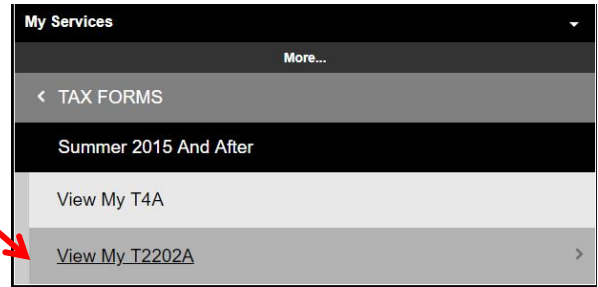 My Services
More...
TAX FORMS
Summer 2015 And After
View My T4A
View My T2202A